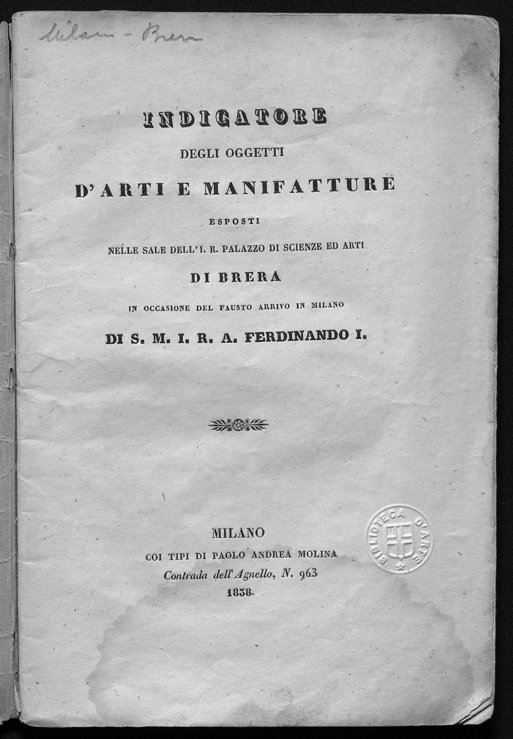 Milano - Brera
INDICATORE
DEGLI OGGETTI
D'ARTI E MANIFATTURE
ESPOSTI
NELLE SALE DELL'I. R. PALAZZO DI SCIENZE ED ARTI
DI BRERA
IN OCCASIONE DEL FAUSTO ARRIVO IN MILANO
DI S. M. I. R. A. FERDINANDO I.
MILANO
COI TIPI DI PAOLO ANDREA MOLINA
Contrada dell'Agnello, N. 963
1838.
BIBLIOTECA D'ARTE